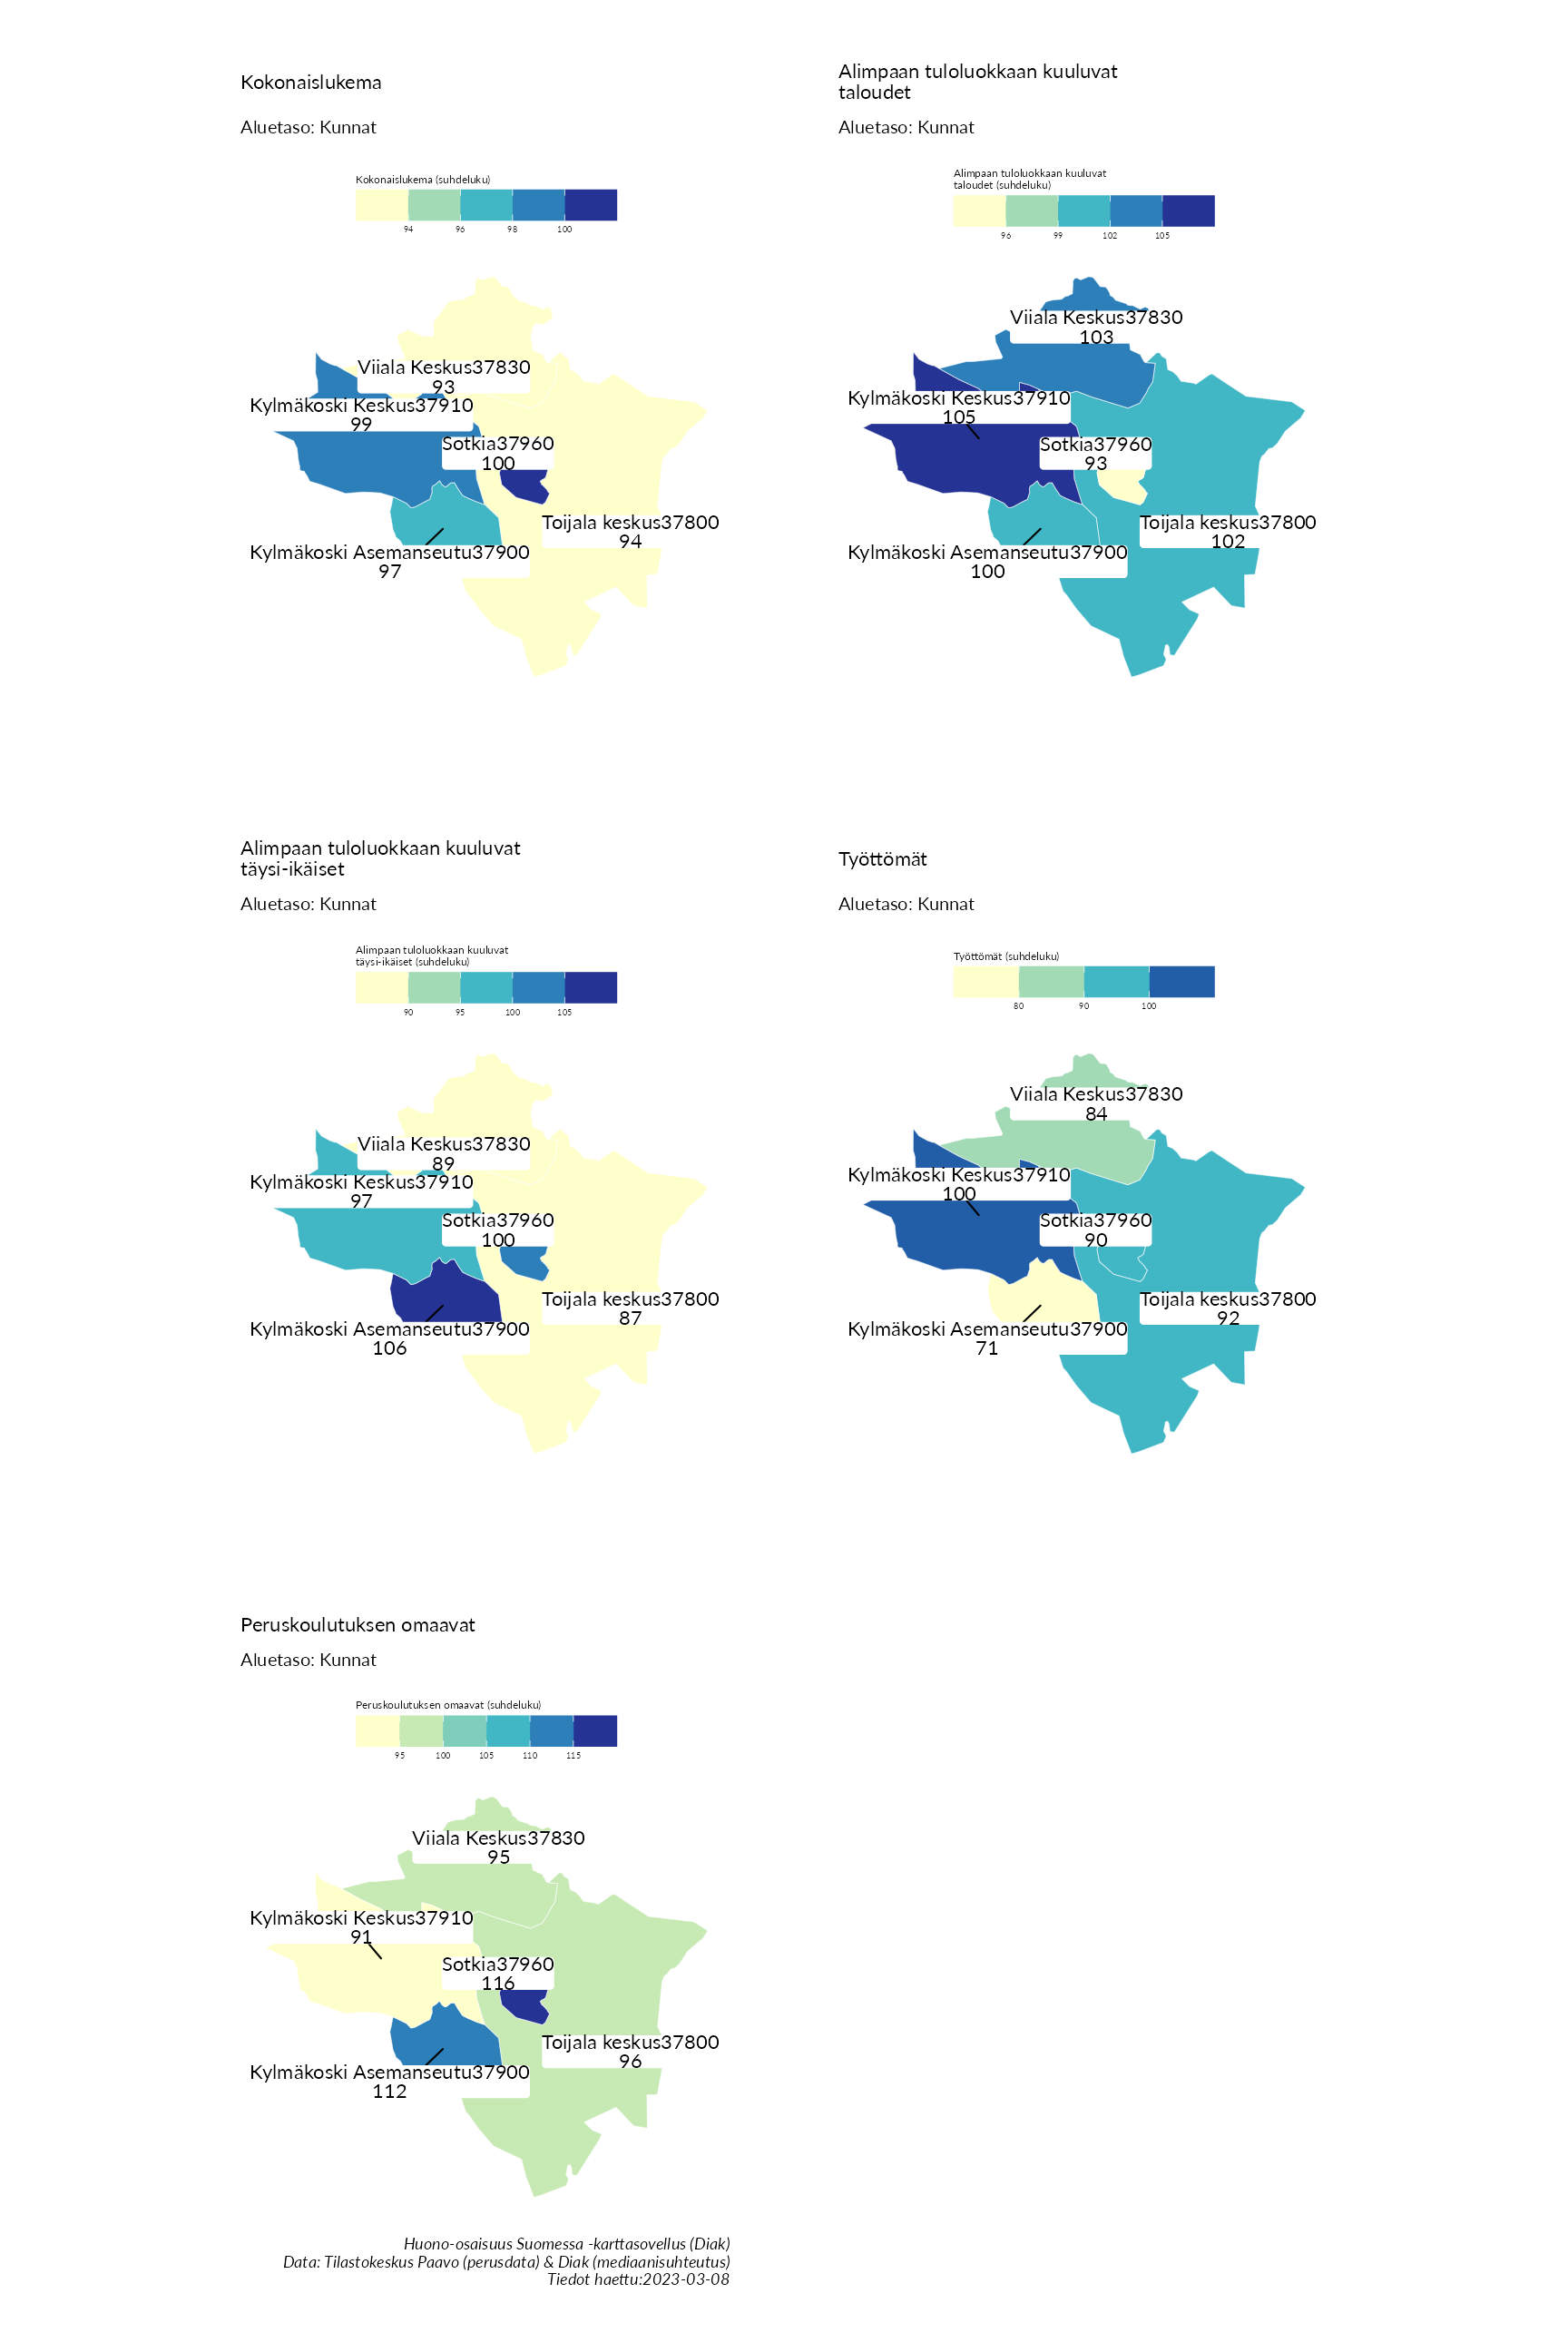 Kokonaislukema
Aluetaso: Kunnat
Kokonaislukema (suhdeluku)
94 96 98 100
Viiala Keskus37830
93
Kylmäkoski Keskus37910
99
Sotkia37960
100
Toijala keskus37800
94
Kylmäkoski Asemanseutu37900
97
Alimpaan tuloluokkaan kuuluvat
taloudet
Aluetaso: Kunnat
Alimpaan tuloluokkaan kuuluvat
taloudet (suhdeluku)
96 99 102 105
Viiala Keskus37830
103
Kylmäkoski Keskus37910
105
Sotkia37960
93
Toijala keskus37800
102
Kylmäkoski Asemanseutu37900
100
Alimpaan tuloluokkaan kuuluvat
täysi-ikäiset
Aluetaso: Kunnat
Alimpaan tuloluokkaan kuuluvat
täysi-ikäiset (suhdeluku)
90 95 100 105
Viiala Keskus37830
89
Kylmäkoski Keskus37910
97
Sotkia37960
100
Toijala keskus37800
87
Kylmäkoski Asemanseutu37900
106
Työttömät
Aluetaso: Kunnat
Työttömät (suhdeluku)
80 90 100
Viiala Keskus37830
84
Kylmäkoski Keskus37910
100
Sotkia37960
90
Toijala keskus37800
92
Kylmäkoski Asemanseutu37900
71
Peruskoulutuksen omaavat
Aluetaso: Kunnat
Peruskoulutuksen omaavat (suhdeluku)
95 100 105 110 115
Viiala Keskus37830
95
Kylmäkoski Keskus37910
91
Sotkia37960
116
Toijala keskus37800
96
Kylmäkoski Asemanseutu37900
112
Huono-osaisuus Suomessa -karttasovellus (Diak)
Data: Tilastokeskus Paavo (perusdata) & Diak (mediaanisuhteutus)
Tiedot haettu:2023-03-08